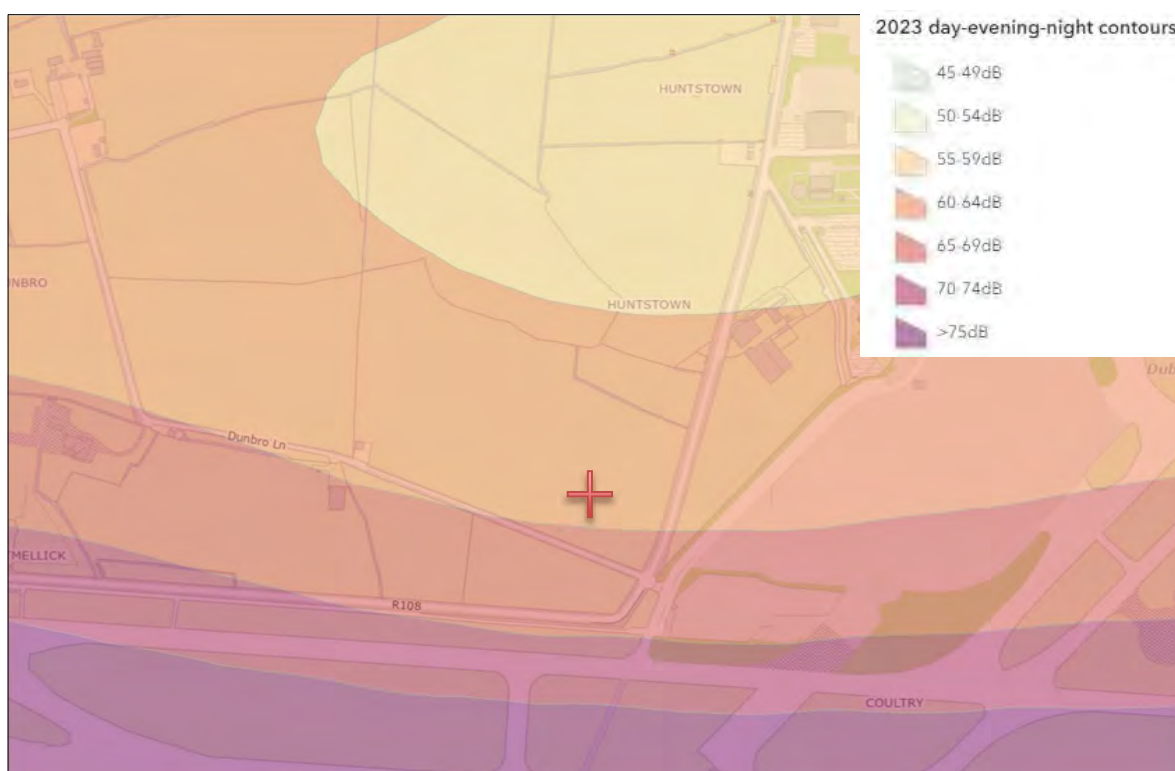 2023 day-evening-night contours
45-49dB
50-54dB
55-59dB
60-64dB
65-69dB
70-74dB
>75dB
HUNTSTOWN
NBRO
HUNTSTOWN
Dub
Dunbro Ln
MELLICK
R108
COULTRY